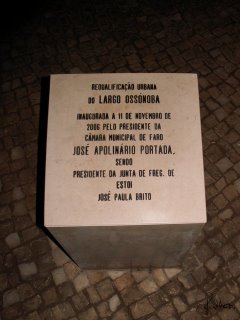 REQUALIFICAÇÃO URBANA
DO LARGO OSSÓNOBA
INAUGURADA A 11 DE NOVEMBRO DE
2006 PELO PRESIDENTE DA
CÂMARA MUNICIPAL DE FARO
JOSÉ APOLINÁRIO PORTADA,
SENDO
PRESIDENTE DA JUNTA DE FREG. DE
ESTOI
JOSÉ PAULA BRITO